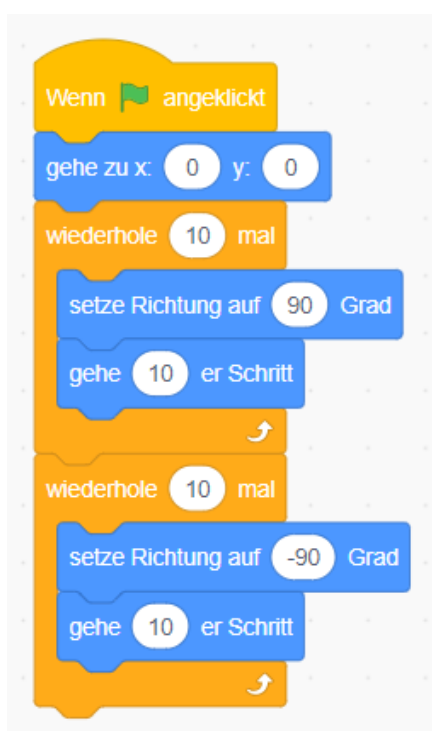 Wenn angeklickt
gehe zu x: 0 y: 0
wiederhole 10 mal
setze Richtung auf 90 Grad
gehe 10 er Schritt
wiederhole 10 mal
setze Richtung auf -90 Grad
gehe 10 er Schritt